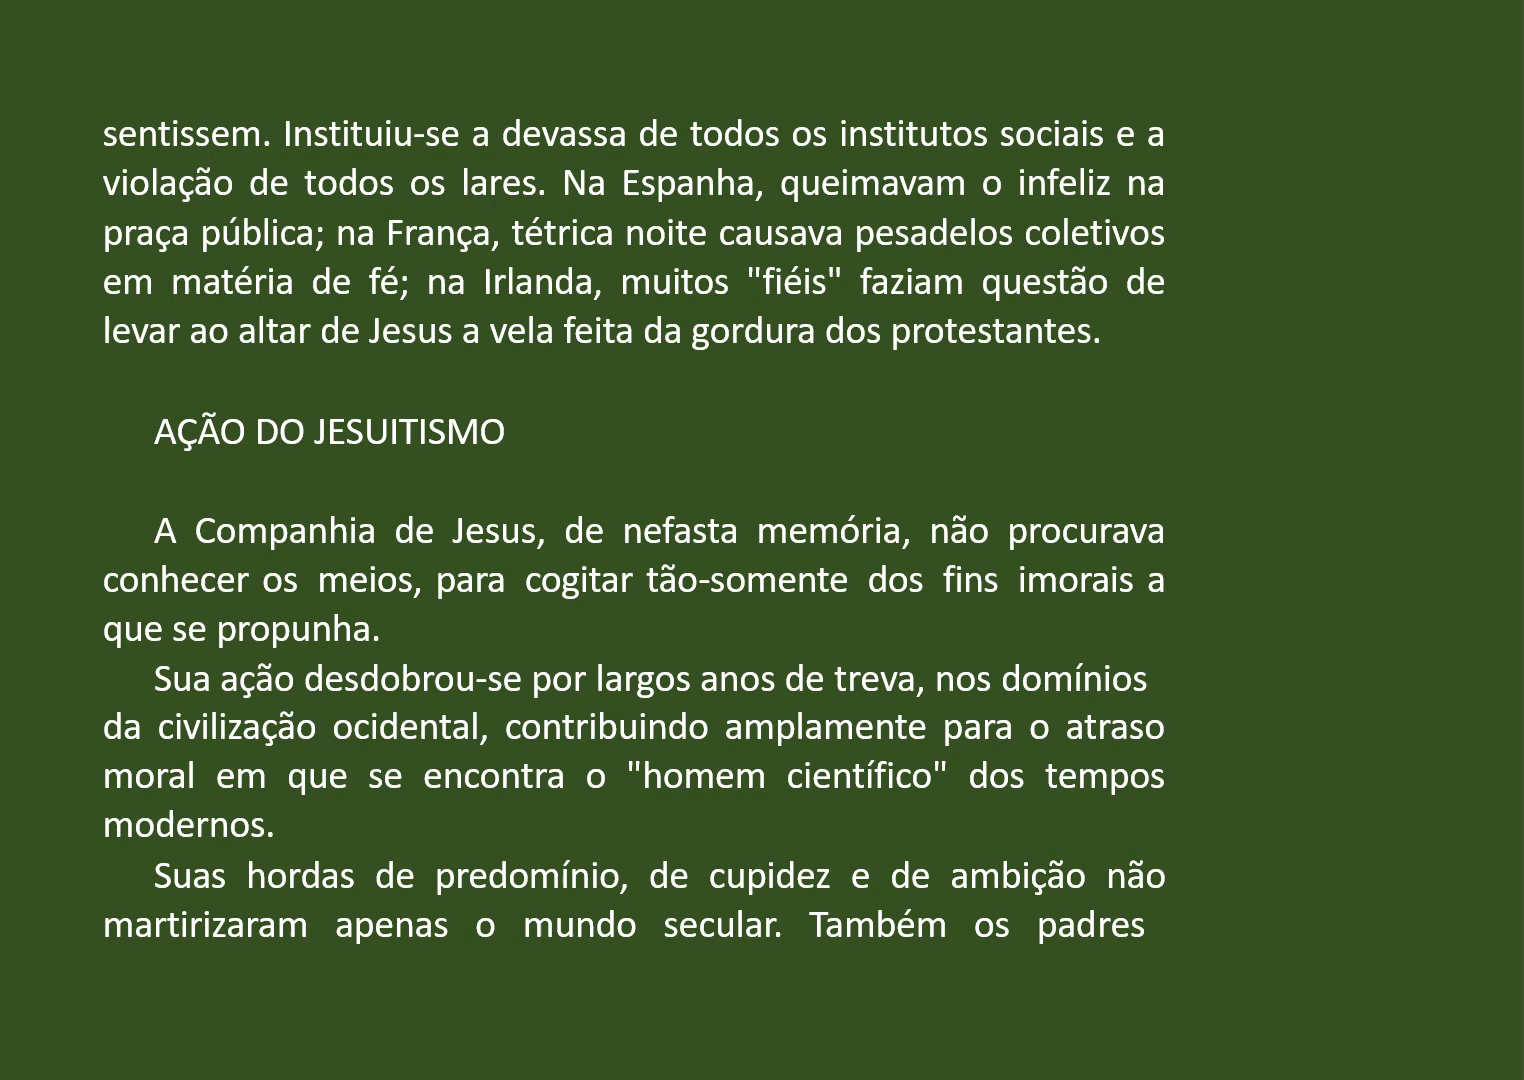 sentissem. Instituiu-se a devassa de todos os institutos sociais e a
violação de todos os lares. Na Espanha, queimavam o infeliz na
praça pública; na França, tétrica noite causava pesadelos coletivos
em matéria de fé; na Irlanda, muitos "fiéis" faziam questão de
levar ao altar de Jesus a vela feita da gordura dos protestantes.
AÇÃO DO JESUITISMO
A Companhia de Jesus, de nefasta memória, não procurava
conhecer os meios, para cogitar tão-somente dos fins imorais a
que se propunha.
Sua ação desdobrou-se por largos anos de treva, nos domínios
da civilização ocidental, contribuindo amplamente para o atraso
moral em que se encontra o "homem científico" dos tempos
modernos.
Suas hordas de predomínio, de cupidez e de ambição não
martirizaram apenas o mundo secular. Também os padres